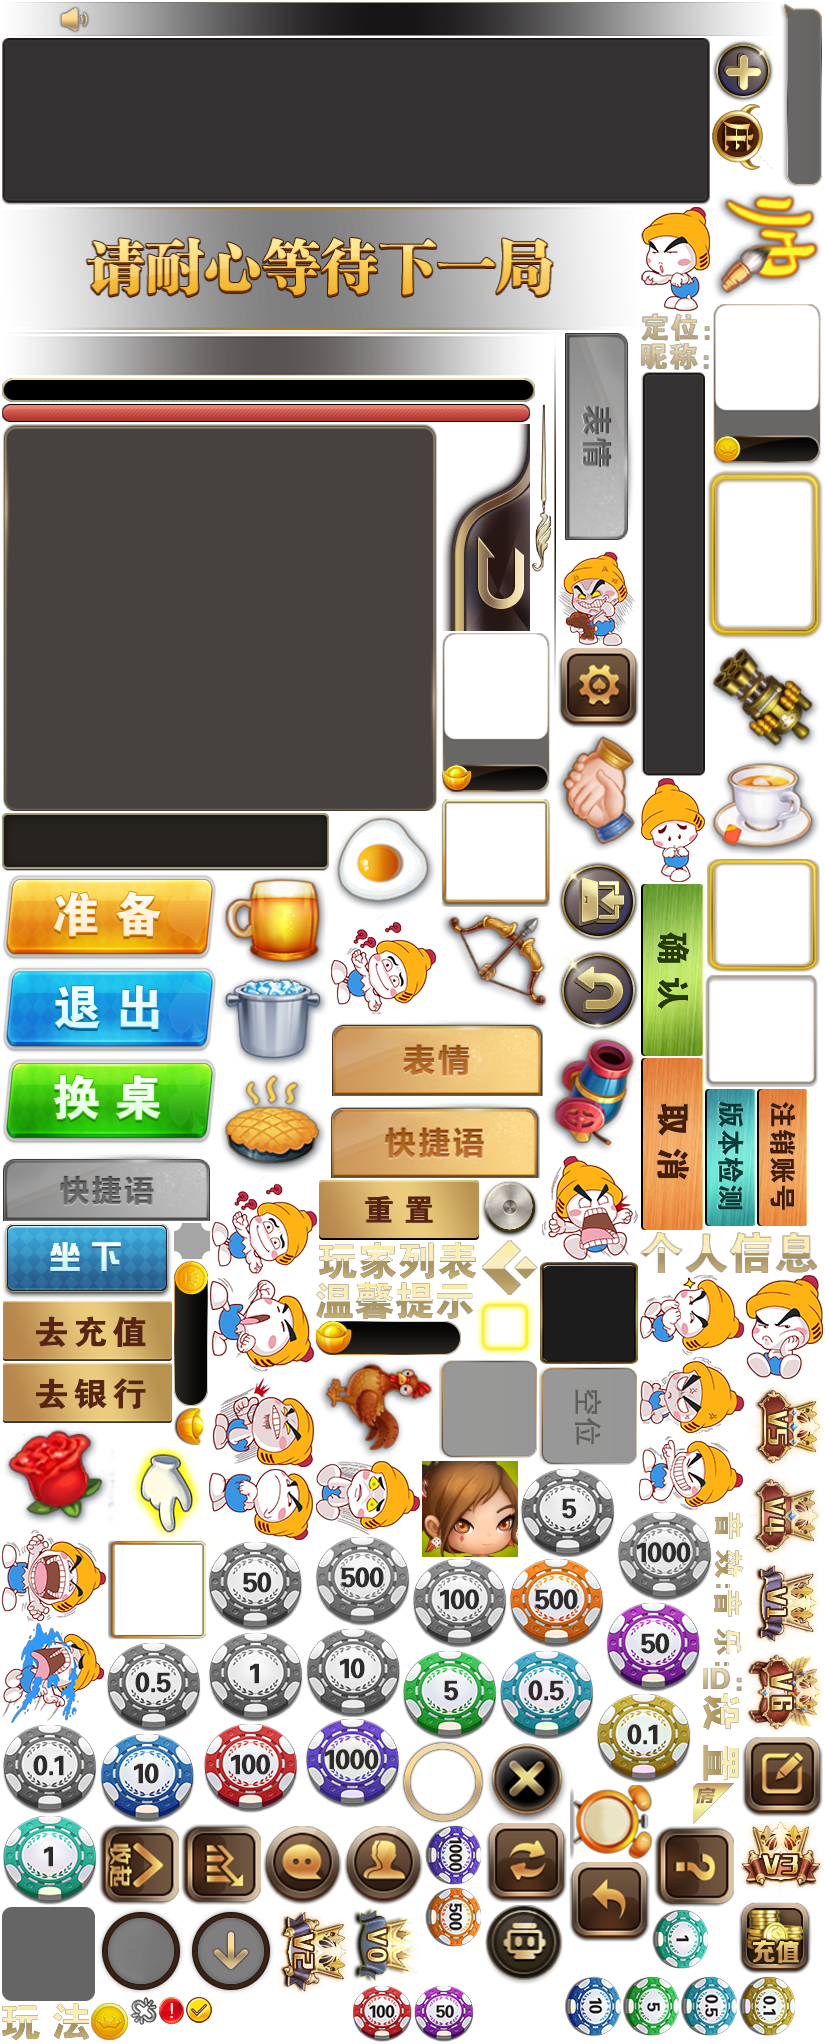 庄
请耐心等待下一局
帅
定位：
昵称：
表情
准备
退出
确认
换桌
表情
取消
版本检测
注销账号
快捷语
快捷语
重置
坐下
玩家列表
个人信息
温馨提示
去充值
去银行
空位
V5
V4
5
音效：
1000
50
500
100
500
V1
音乐：
50
0.5
1
10
5
0.5
V6
ID：
设置
0.1
0.1
10
100
1000
房
1
收起
1000
?
V3
500
V2
V0
1
充值
玩法
!
100
50
10
5
0.5
0.1